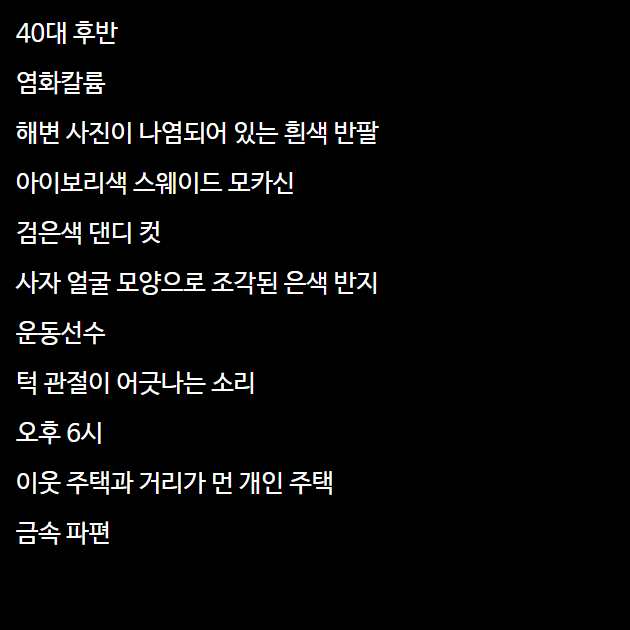 40대 후반
염화칼륨
해변 사진이 나염되어 있는 흰색 반팔
아이보리색 스웨이드 모카신
검은색 댄디 컷
사자 얼굴 모양으로 조각된 은색 반지
운동선수
턱 관절이 어긋나는 소리
오후 6시
이웃 주택과 거리가 먼 개인 주택
금속 파편